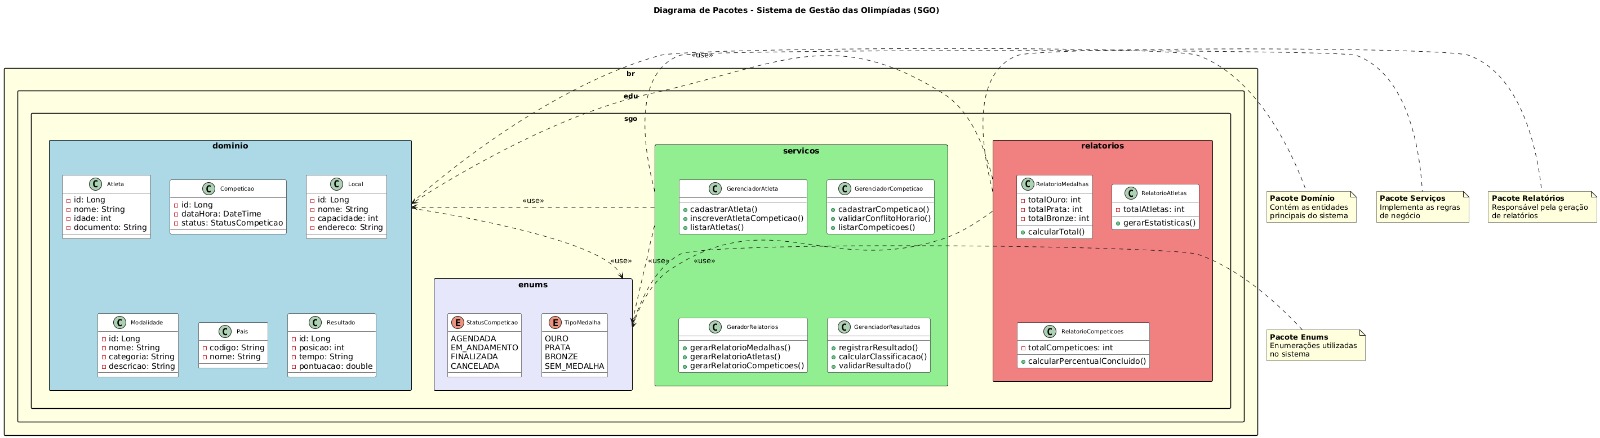 Diagrama de Pacotes - Sistema de Gestão das Olimpíadas (SGO)
«use»
br
edu
sgo
dominio
C Atleta
id: Long
nome: String
idade: int
documento: String
C Competicao
id: Long
dataHora: DateTime
status: StatusCompeticao
C Local
id: Long
nome: String
capacidade: int
endereco: String
C Modalidade
id: Long
nome: String
categoria: String
descricao: String
C Pais
codigo: String
nome: String
C Resultado
id: Long
posicao: int
tempo: String
pontuacao: double
«use»
«use»
«use»
«use»
enums
E StatusCompeticao
AGENDADA
EM_ANDAMENTO
FINALIZADA
CANCELADA
E TipoMedalha
OURO
PRATA
BRONZE
SEM_MEDALHA
servicos
C GerenciadorAtleta
cadastrarAtleta()
inscreverAtletaCompeticao()
listarAtletas()
C GerenciadorCompeticao
cadastrarCompeticao()
validarConflitoHorario()
listarCompeticoes()
C GeradorRelatorios
gerarRelatorioMedalhas()
gerarRelatorioAtletas()
gerarRelatorioCompeticoes()
C GerenciadorResultados
registrarResultado()
calcularClassificacao()
validarResultado()
relatorios
C RelatorioMedalhas
totalOuro: int
totalPrata: int
totalBronze: int
calcularTotal()
C RelatorioAtletas
totalAtletas: int
gerarEstatisticas()
C RelatorioCompeticoes
totalCompeticoes: int
calcularPercentualConcluido()
Pacote Domínio
Contém as entidades
principais do sistema
Pacote Serviços
Implementa as regras
de negócio
Pacote Relatórios
Responsável pela geração
de relatórios
Pacote Enums
Enumerações utilizadas
no sistema